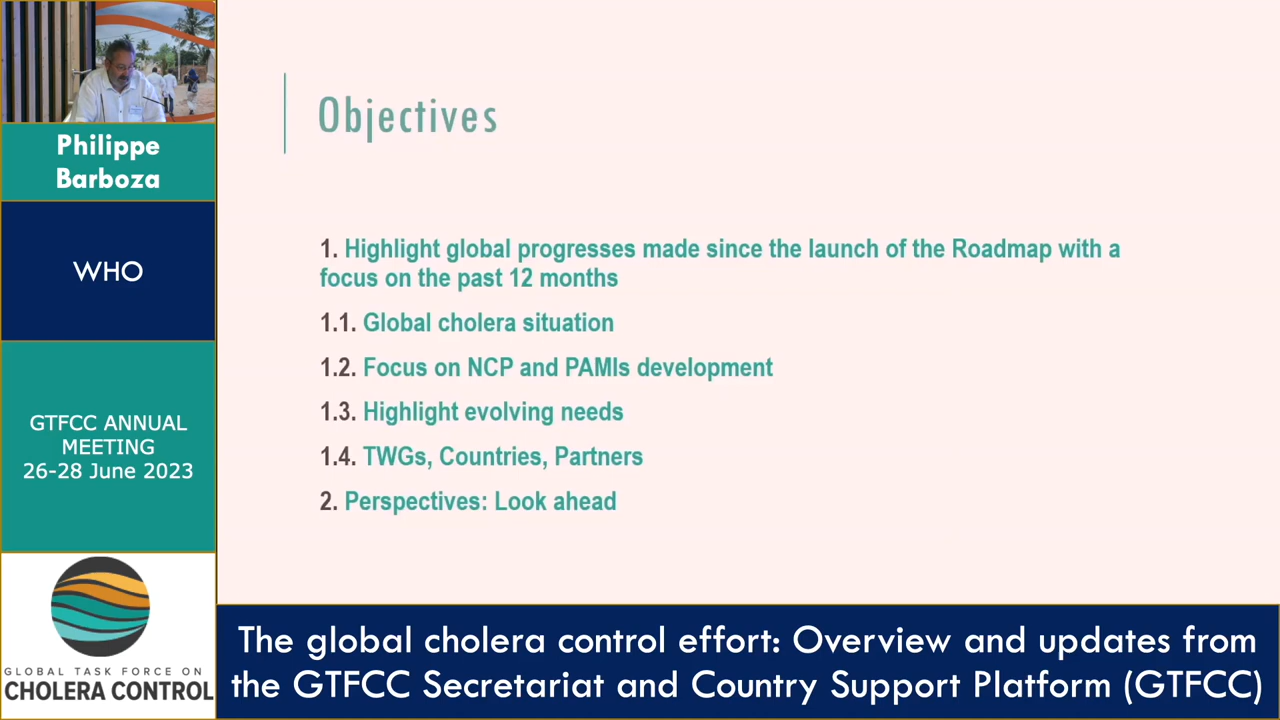 Philippe
Barboza
WHO
GTFCC ANNUAL
MEETING
26-28 June 2023
GLOBAL TASK FORCE ON
CHOLERA CONTROL
Objectives
1. Highlight global progresses made since the launch of the Roadmap with a
focus on the past 12 months
1.1. Global cholera situation
1.2. Focus on NCP and PAMIs development
1.3. Highlight evolving needs
1.4. TWGs, Countries, Partners
2. Perspectives: Look ahead
The global cholera control effort: Overview and updates from
the GTFCC Secretariat and Country Support Platform (GTFCC)